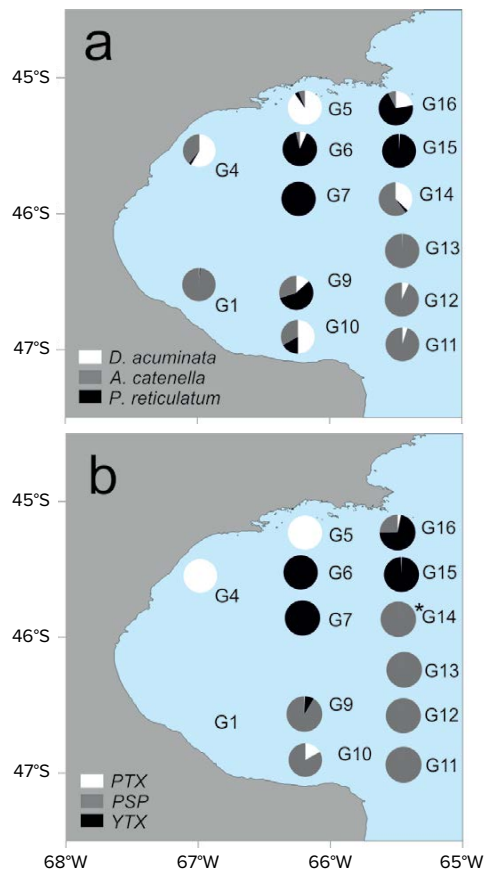 a
45°S
46°S
47°S
G5
G16
G6
G15
G4
G7
G14
G13
G1
G9
G12
G10
G11
D. acuminata
A. catenella
P. reticulatum
b
45°S
46°S
47°S
G5
G16
G6
G15
G4
G7
*G14
G13
G9
G1
G12
G10
G11
PTX
PSP
YTX
68°W 67°W 66°W 65°W